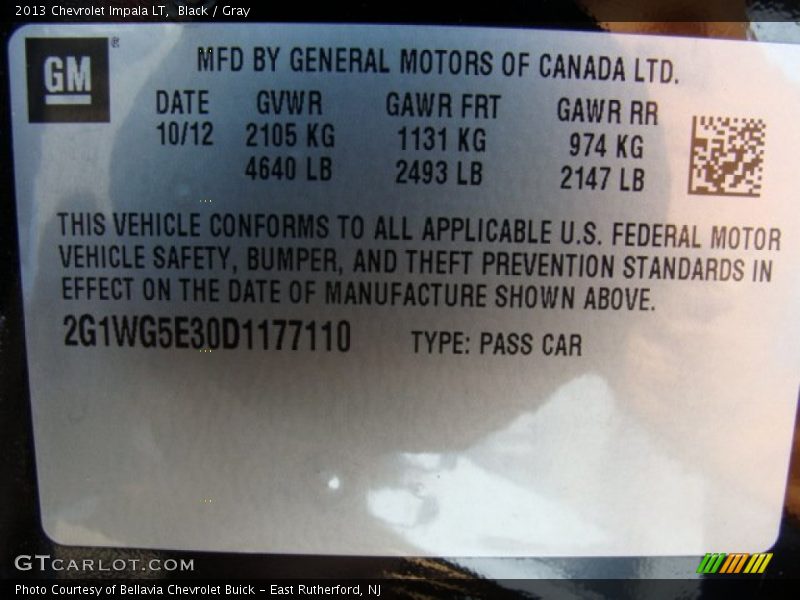 2013 Chevrolet Impala LT,  Black / Gray
GM ®
MFD BY GENERAL MOTORS OF CANADA LTD.
DATE GVWR GAWR FRT GAWR RR
10/12 2105 KG 1131 KG 974 KG
4640 LB 2493 LB 2147 LB
THIS VEHICLE CONFORMS TO ALL APPLICABLE U.S. FEDERAL MOTOR
VEHICLE SAFETY, BUMPER, AND THEFT PREVENTION STANDARDS IN
EFFECT ON THE DATE OF MANUFACTURE SHOWN ABOVE.
2G1WG5E30D1177110 TYPE: PASS CAR
GTCARLOT.COM
Photo Courtesy of Bellavia Chevrolet Buick – East Rutherford, NJ